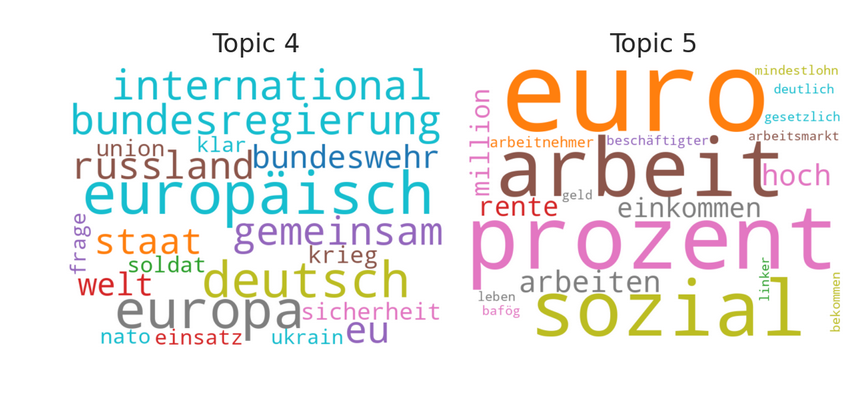 Topic 4
international
bundesregierung
union
klar
russland
bundeswehr
europäisch
frage
staat
gemeinsam
krieg
soldat
welt
deutsch
europa
sicherheit
nato
einsatz
ukrain
eu
Topic 5
euro
mindestlohn
deutlich
million
gesetzlich
arbeitnehmer
beschäftigter
arbeitsmarkt
arbeit
hoch
geld
rente
einkommen
prozent
arbeiten
linker
leben
bafög
sozial
bekommen